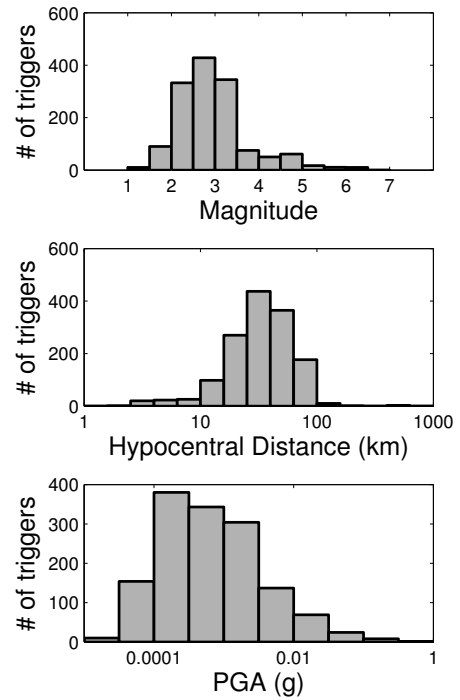 600
400
200
0
# of triggers
1 2 3 4 5 6 7
Magnitude
600
400
200
0
# of triggers
1 10 100 1000
Hypocentral Distance (km)
400
300
200
100
0
# of triggers
0.0001 0.01 1
PGA (g)